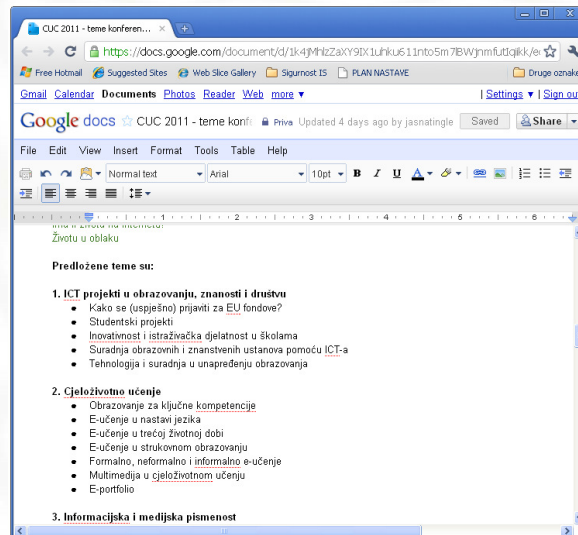 CUC 2011 - teme konferen... ×
https://docs.google.com/document/d/
Free Hotmail Suggested Sites Web Slice Gallery Sigurnost IS PLAN NASTAVE Druge oznake
Gmail Calendar Documents Photos Reader Web more ▼ | Settings ▼ | Sign ou
Google docs CUC 2011 - teme konf Priva Updated 4 days ago by jasnatingle Saved Share
File Edit View Insert Format Tools Table Help
Normal text Arial 10pt B I U A
1 2 3 4 5 6
Životu u oblaku
Predložene teme su:
1. ICT projekti u obrazovanju, znanosti i društvu
● Kako se (uspješno) prijaviti za EU fondove?
● Studentski projekti
● Inovativnost i istraživačka djelatnost u školama
● Suradnja obrazovnih i znanstvenih ustanova pomoću ICT-a
● Tehnologija i suradnja u unapređenju obrazovanja
2. Cjeloživotno učenje
● Obrazovanje za ključne kompetencije
● E-učenje u nastavi jezika
● E-učenje u trećoj životnoj dobi
● E-učenje u strukovnom obrazovanju
● Formalno, neformalno i informalno e-učenje
● Multimedija u cjeloživotnom učenju
● E-portfolio
3. Informacijska i medijska pismenost